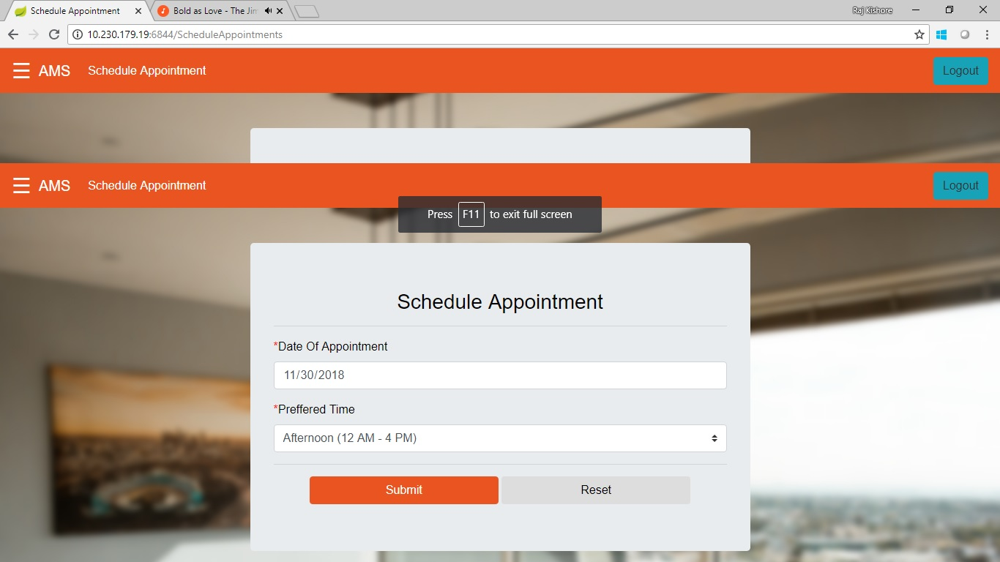 Schedule Appointment
Bold as Love - The Jim
Raj Kishore
10.230.179.19:6844/ScheduleAppointments
AMS Schedule Appointment Logout
AMS Schedule Appointment Logout
Press F11 to exit full screen
Schedule Appointment
*Date Of Appointment
11/30/2018
*Preffered Time
Afternoon (12 AM - 4 PM)
Submit Reset